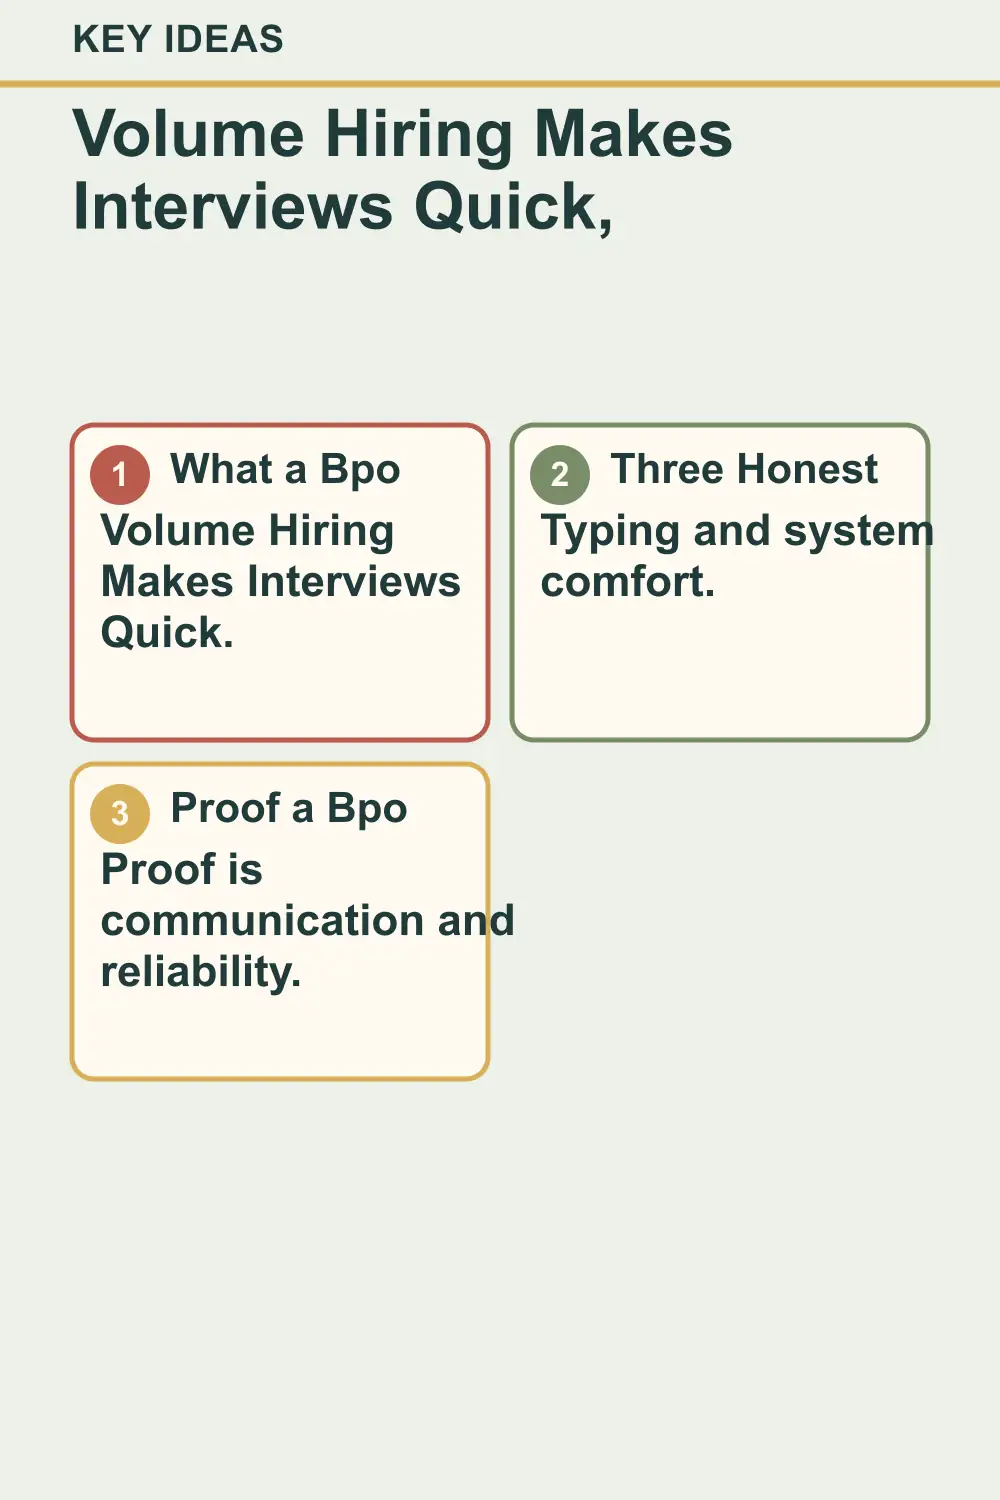 KEY IDEAS
Volume Hiring Makes
Interviews Quick,
1 What a Bpo
Volume Hiring
Makes Interviews
Quick.
2 Three Honest
Typing and system
comfort.
3 Proof a Bpo
Proof is
communication and
reliability.